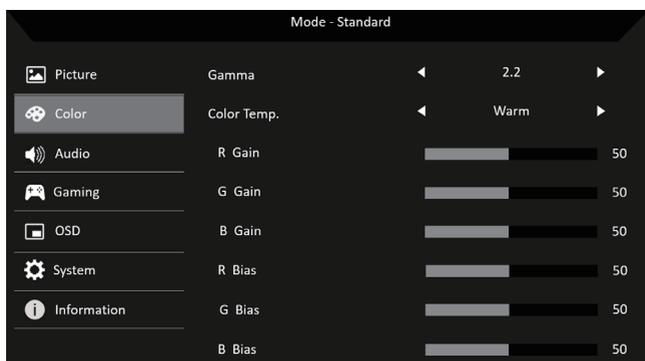 Mode - Standard
Picture
Gamma 2.2
Color
Color Temp. Warm
Audio
R Gain 50
Gaming
G Gain 50
OSD
B Gain 50
System
R Bias 50
Information
G Bias 50
B Bias 50